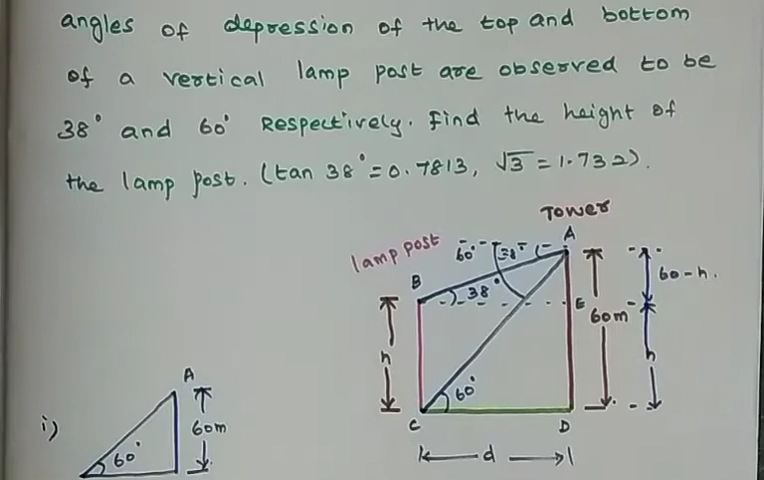 angles of depression of the top and bottom
of a vertical lamp post are observed to be
38° and 60° Respectively. Find the height of
the lamp post. (tan 38°=0.7813, √3=1.732).
Tower
lamp post 60° 38° A
B 38° E 60m 60-h.
h 60° h
C D
d
i) A
60° 60m